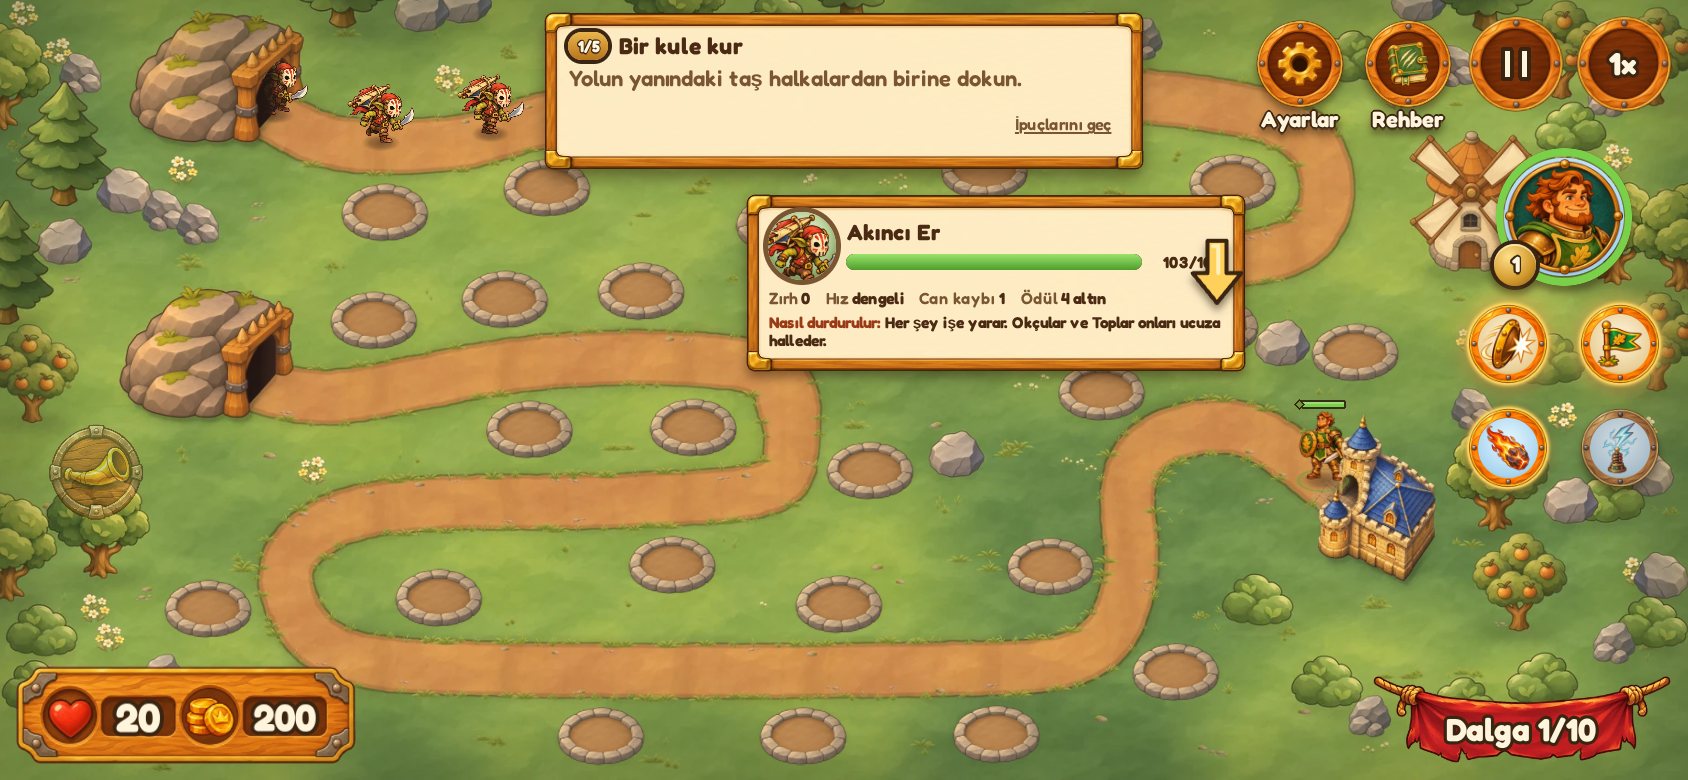 1/5 Bir kule kur
Yolun yanındaki taş halkalardan birine dokun.
İpuçlarını geç
Ayarlar
Rehber
1x
Akıncı Er
Zırh 0 Hız dengeli Can kaybı 1 Ödül 4 altın
Nasıl durdurulur: Her şey işe yarar. Okçular ve Toplar onları ucuza
halleder.
1
20
200
Dalga 1/10